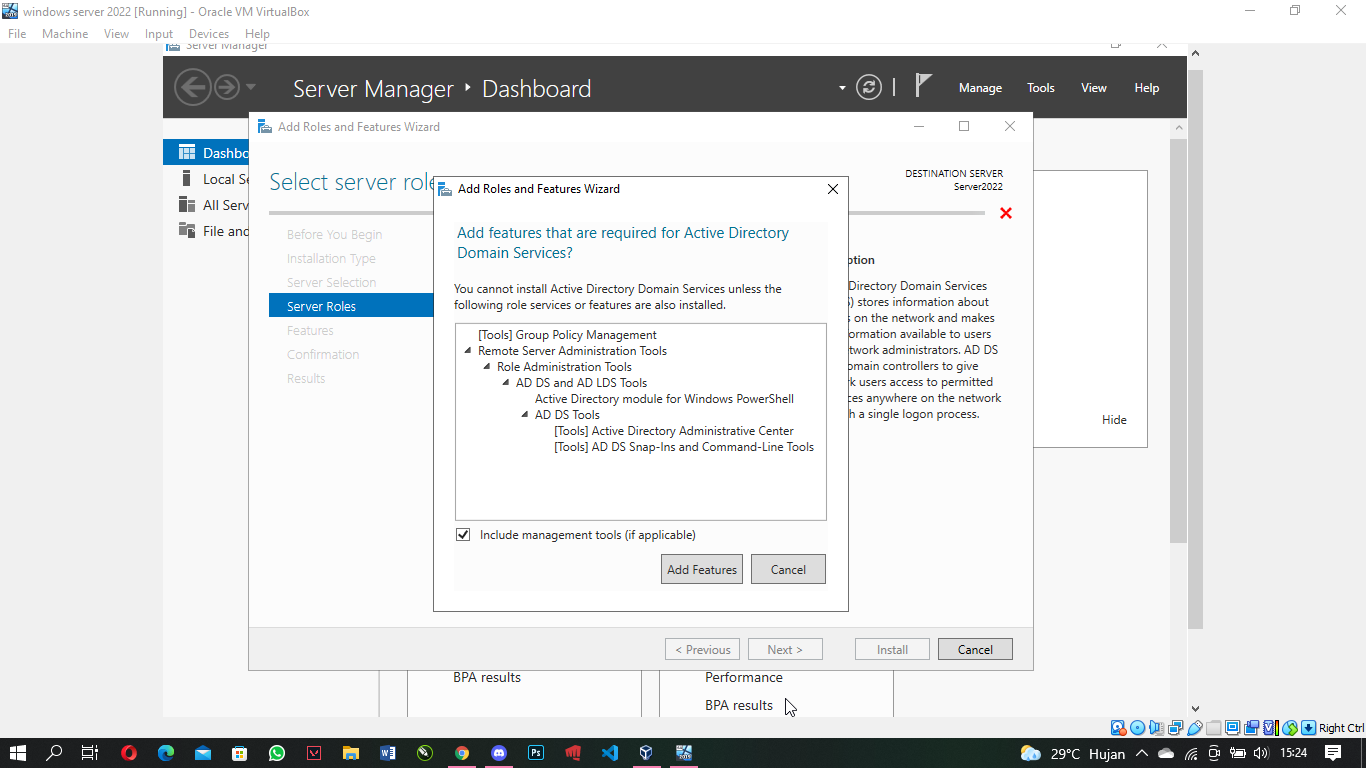 windows server 2022 [Running] - Oracle VM VirtualBox
File Machine View Input Devices Help
Server Manager
Server Manager ‣ Dashboard
Manage Tools View Help
Add Roles and Features Wizard
Dashbo
Local Se
All Serv
File and
Select server role
DESTINATION SERVER
Server2022
Before You Begin
Installation Type
Server Selection
Server Roles
Features
Confirmation
Results
Add Roles and Features Wizard
Add features that are required for Active Directory
Domain Services?
You cannot install Active Directory Domain Services unless the
following role services or features are also installed.
[Tools] Group Policy Management
Remote Server Administration Tools
Role Administration Tools
AD DS and AD LDS Tools
Active Directory module for Windows PowerShell
AD DS Tools
[Tools] Active Directory Administrative Center
[Tools] AD DS Snap-Ins and Command-Line Tools
Include management tools (if applicable)
Add Features Cancel
ption
Directory Domain Services
) stores information about
s on the network and makes
formation available to users
twork administrators. AD DS
omain controllers to give
k users access to permitted
ces anywhere on the network
h a single logon process.
Hide
< Previous Next > Install Cancel
BPA results
Performance
BPA results
Right Ctrl
29°C Hujan 15:24